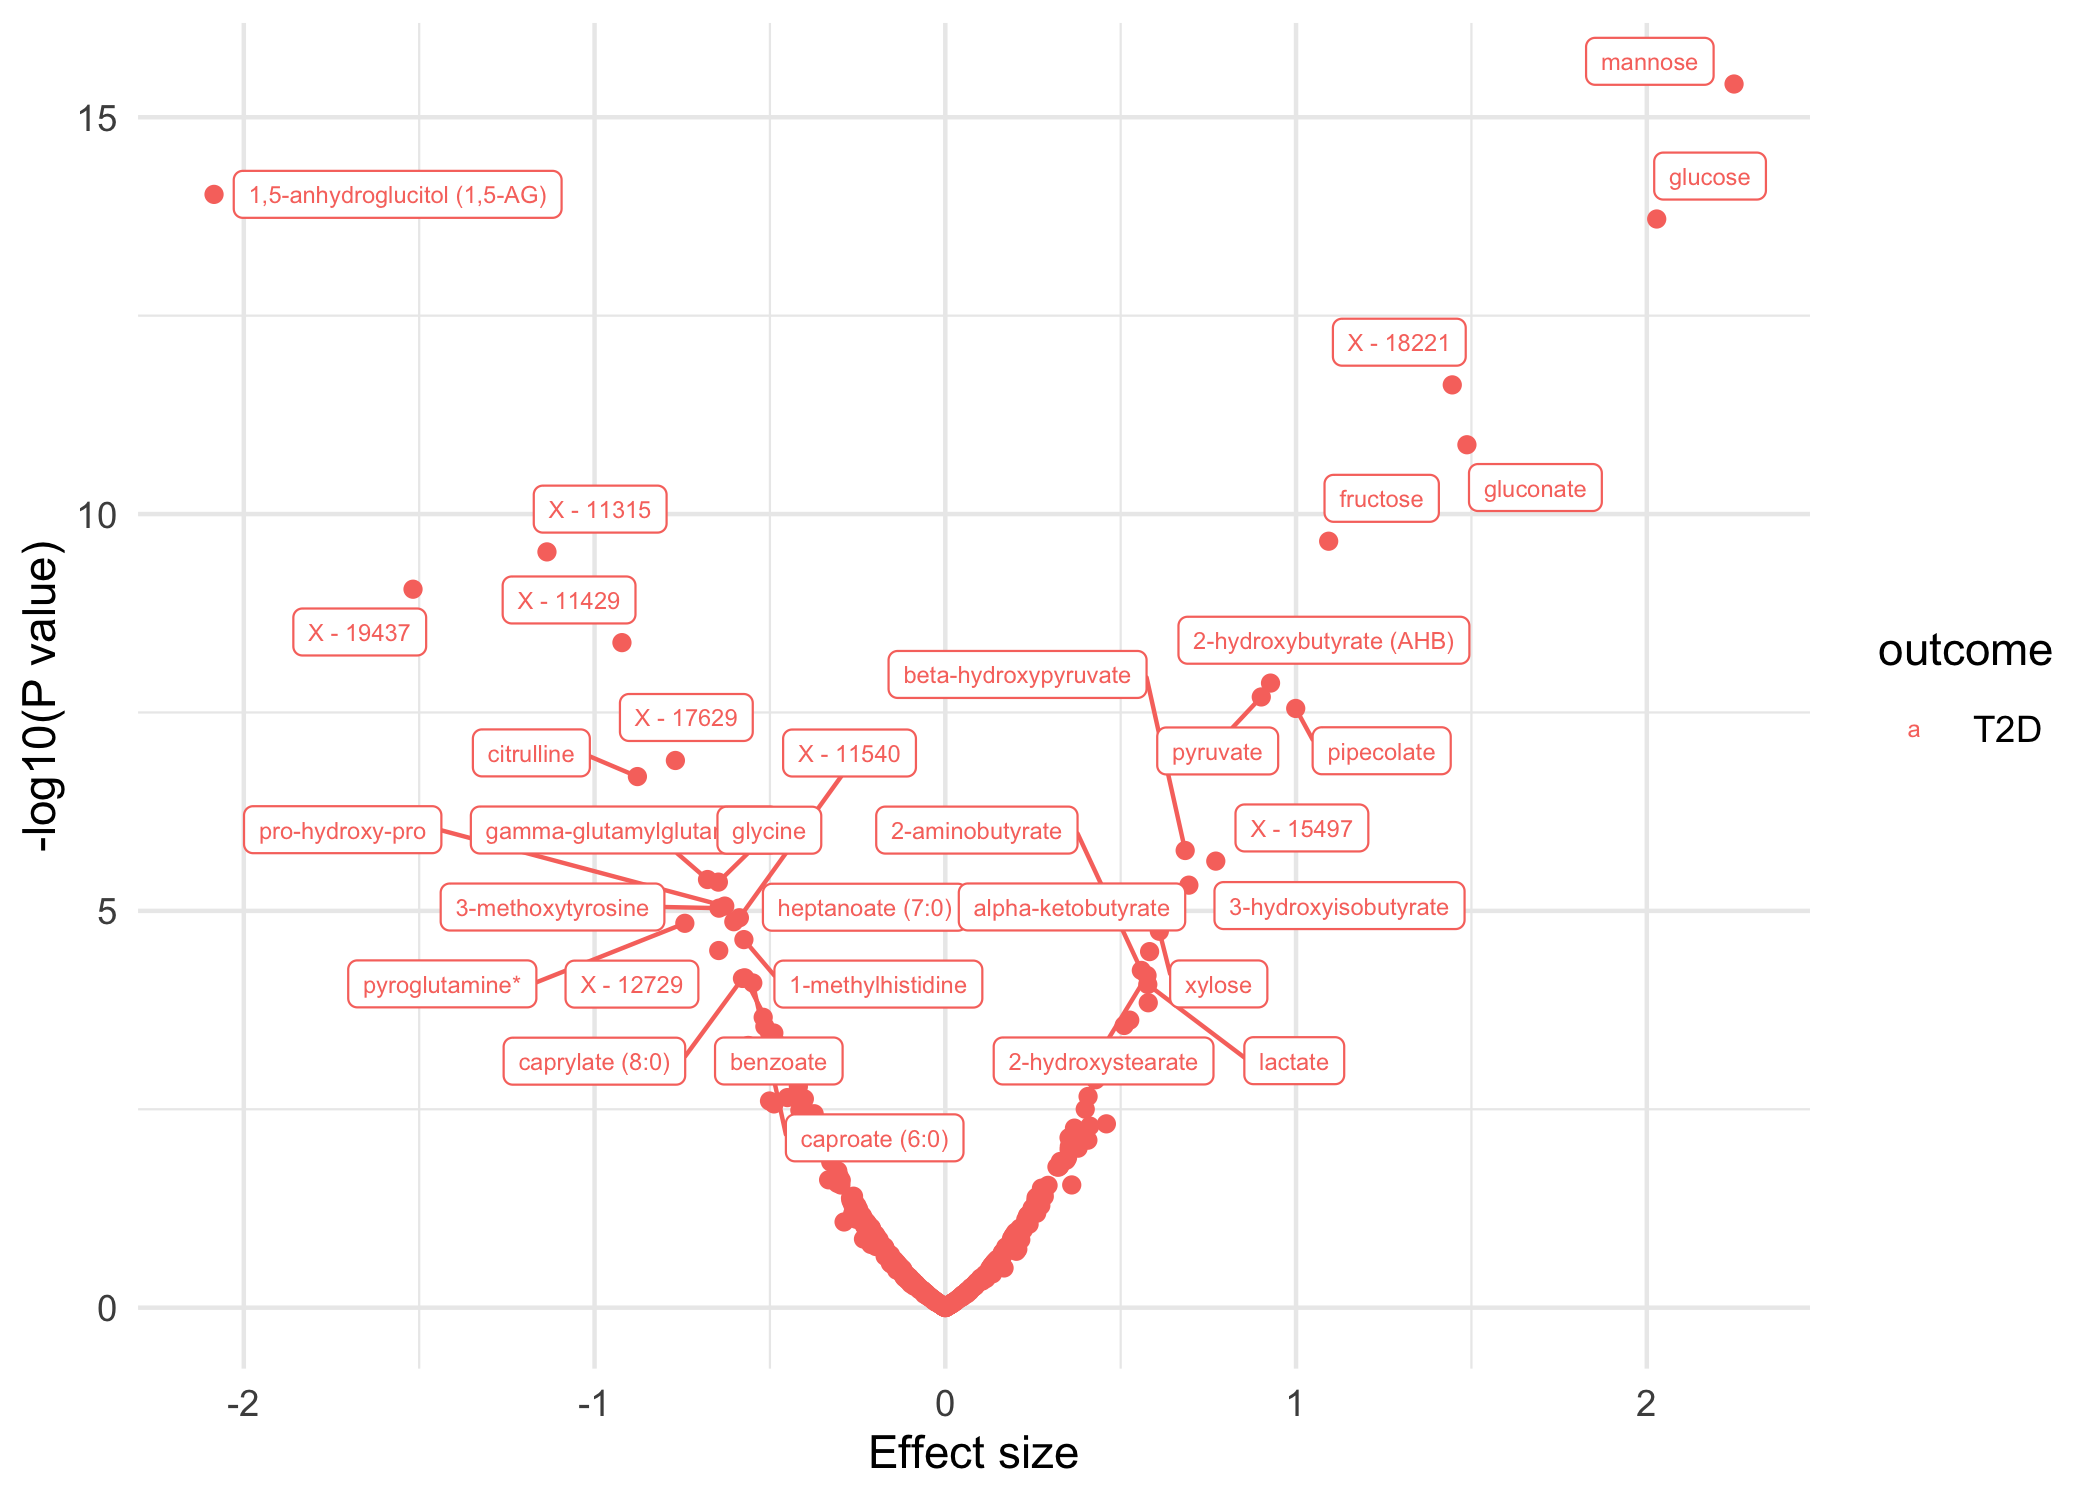 mannose
15
glucose
1,5-anhydroglucitol (1,5-AG)
X - 18221
gluconate
fructose
X - 11315
10
X - 11429
X - 19437
2-hydroxybutyrate (AHB)
beta-hydroxypyruvate
outcome
a T2D
X - 17629
citrulline
X - 11540
pyruvate
pipecolate
-log10(P value)
pro-hydroxy-pro
gamma-glutamylglutar
glycine
2-aminobutyrate
X - 15497
5
3-methoxytyrosine
heptanoate (7:0)
alpha-ketobutyrate
3-hydroxyisobutyrate
pyroglutamine*
X - 12729
1-methylhistidine
xylose
caprylate (8:0)
benzoate
2-hydroxystearate
lactate
caproate (6:0)
0
-2 -1 0 1 2
Effect size